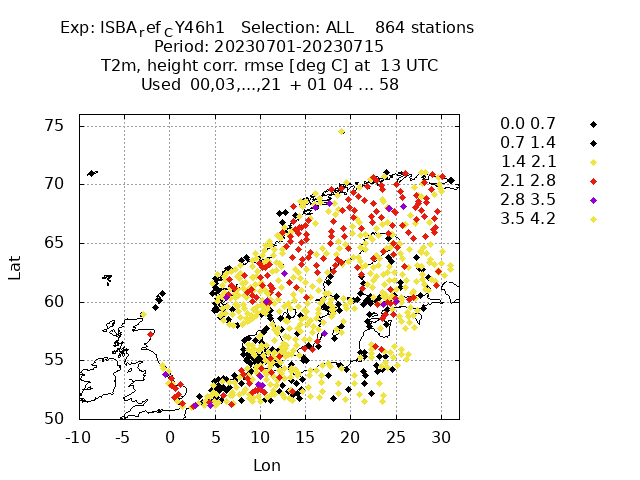 Exp: ISBA_ref_CY46h1 Selection: ALL 864 stations
Period: 20230701-20230715
T2m, height corr. rmse [deg C] at 13 UTC
Used 00,03,...,21 + 01 04 ... 58
75
70
65
60
55
50
Lat
-10 -5 0 5 10 15 20 25 30
Lon
0.0 0.7
0.7 1.4
1.4 2.1
2.1 2.8
2.8 3.5
3.5 4.2